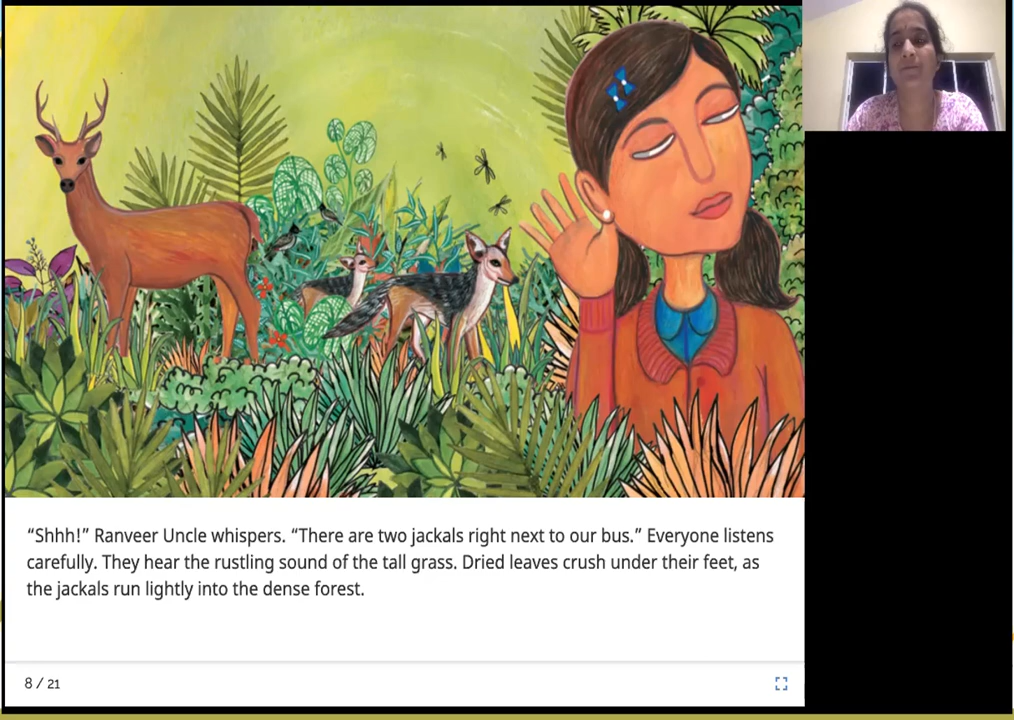 “Shhh!” Ranveer Uncle whispers. “There are two jackals right next to our bus.” Everyone listens
carefully. They hear the rustling sound of the tall grass. Dried leaves crush under their feet, as
the jackals run lightly into the dense forest.
8 / 21